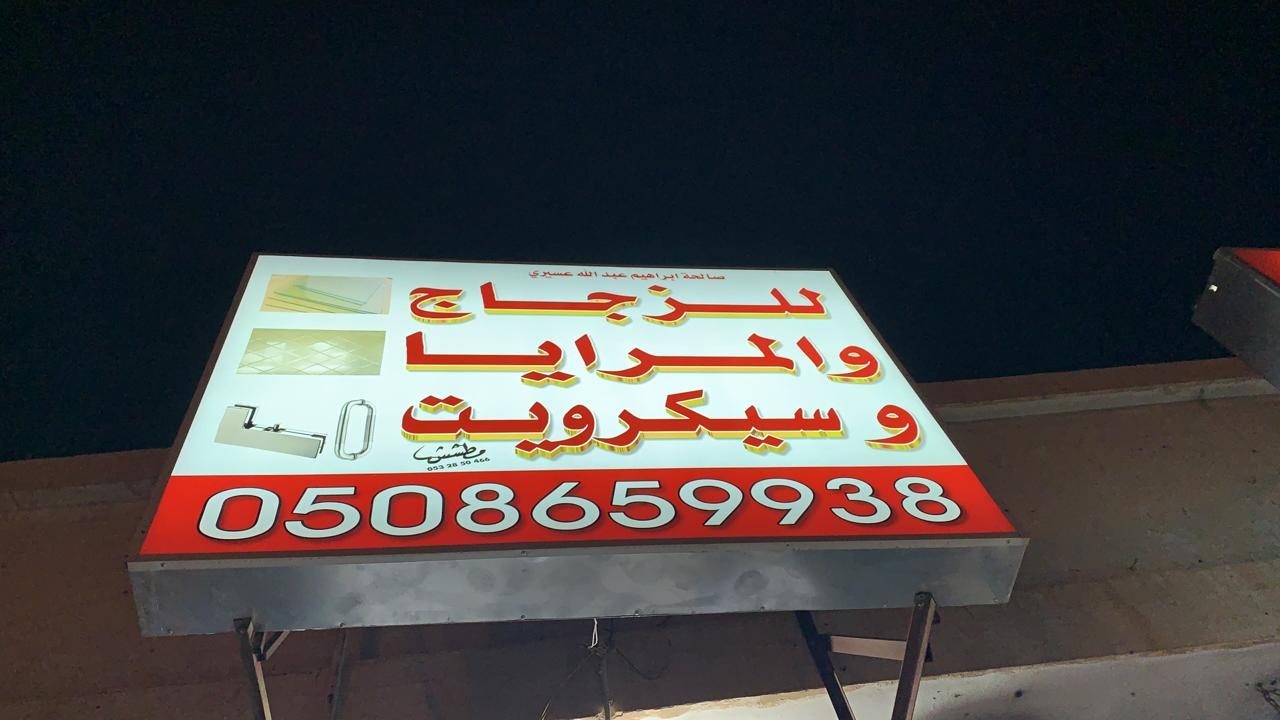 صالحة ابراهيم عبد الله عسيري
للزجاج
والمرايا
و سيكرويت
053 28 50 466
0508659938